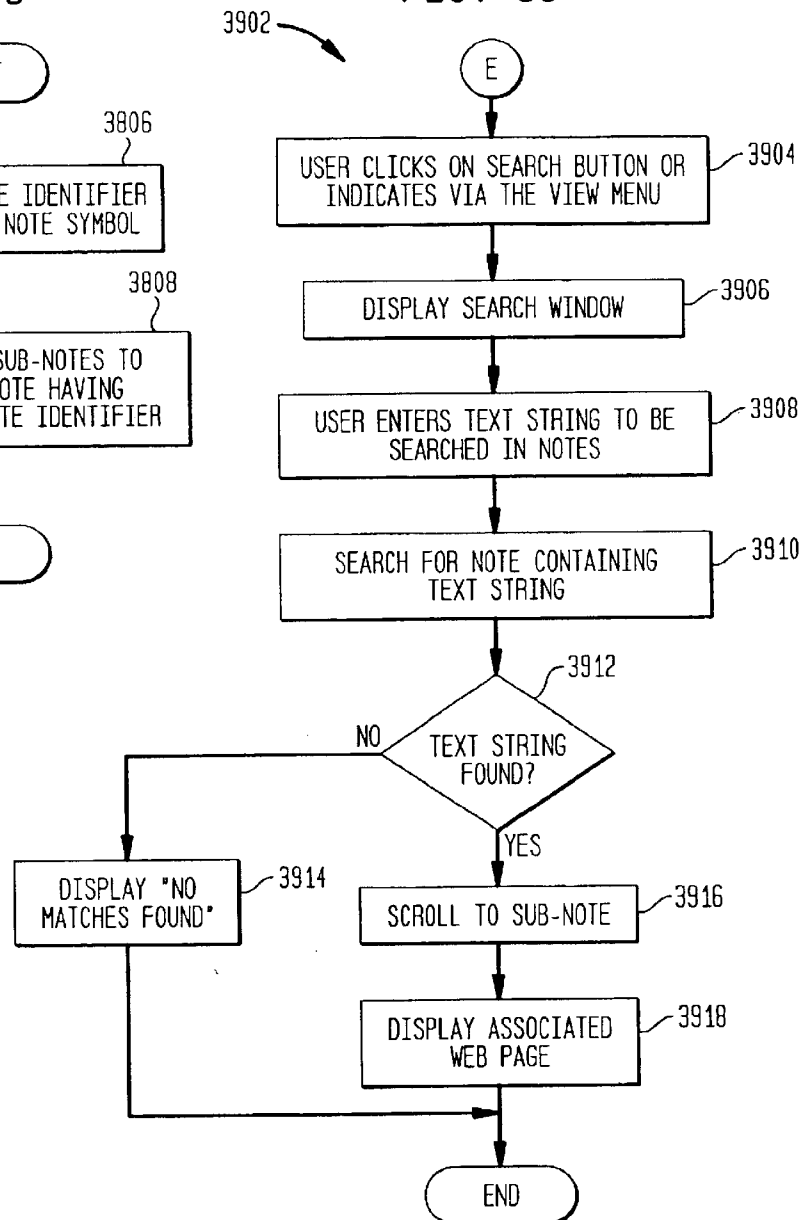 3902
E
3806
E IDENTIFIER
NOTE SYMBOL
3808
SUB-NOTES TO
OTE HAVING
TE IDENTIFIER
USER CLICKS ON SEARCH BUTTON OR
INDICATES VIA THE VIEW MENU
3904
DISPLAY SEARCH WINDOW
3906
USER ENTERS TEXT STRING TO BE
SEARCHED IN NOTES
3908
SEARCH FOR NOTE CONTAINING
TEXT STRING
3910
3912
TEXT STRING
FOUND?
NO
YES
DISPLAY "NO
MATCHES FOUND"
3914
SCROLL TO SUB-NOTE
3916
DISPLAY ASSOCIATED
WEB PAGE
3918
END